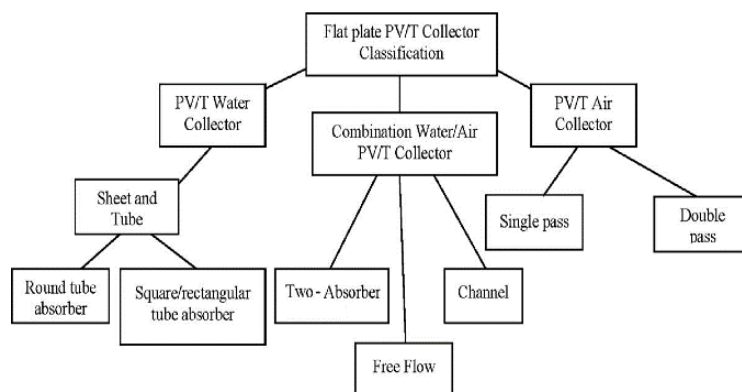 Flat plate PV/T Collector
Classification
PV/T Water
Collector
Combination Water/Air
PV/T Collector
PV/T Air
Collector
Sheet and
Tube
Single pass
Double
pass
Round tube
absorber
Square/rectangular
tube absorber
Two - Absorber
Channel
Free Flow